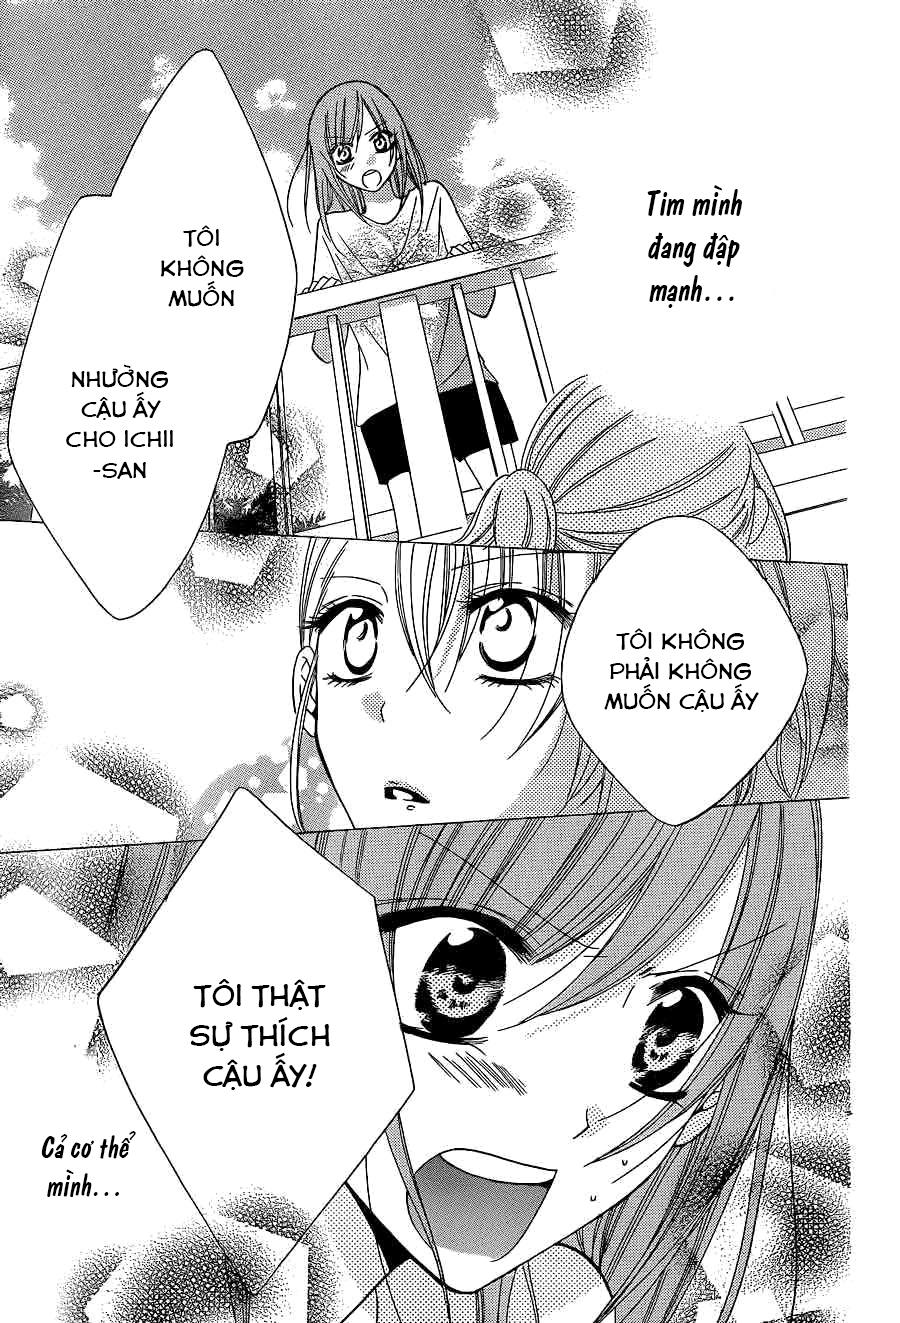 Tim mình
đang đập
mạnh...
TÔI
KHÔNG
MUỐN
NHƯỜNG
CẬU ẤY
CHO ICHII
-SAN
TÔI KHÔNG
PHẢI KHÔNG
MUỐN CẬU ẤY
TÔI THẬT
SỰ THÍCH
CẬU ẤY!
Cả cơ thể
mình...